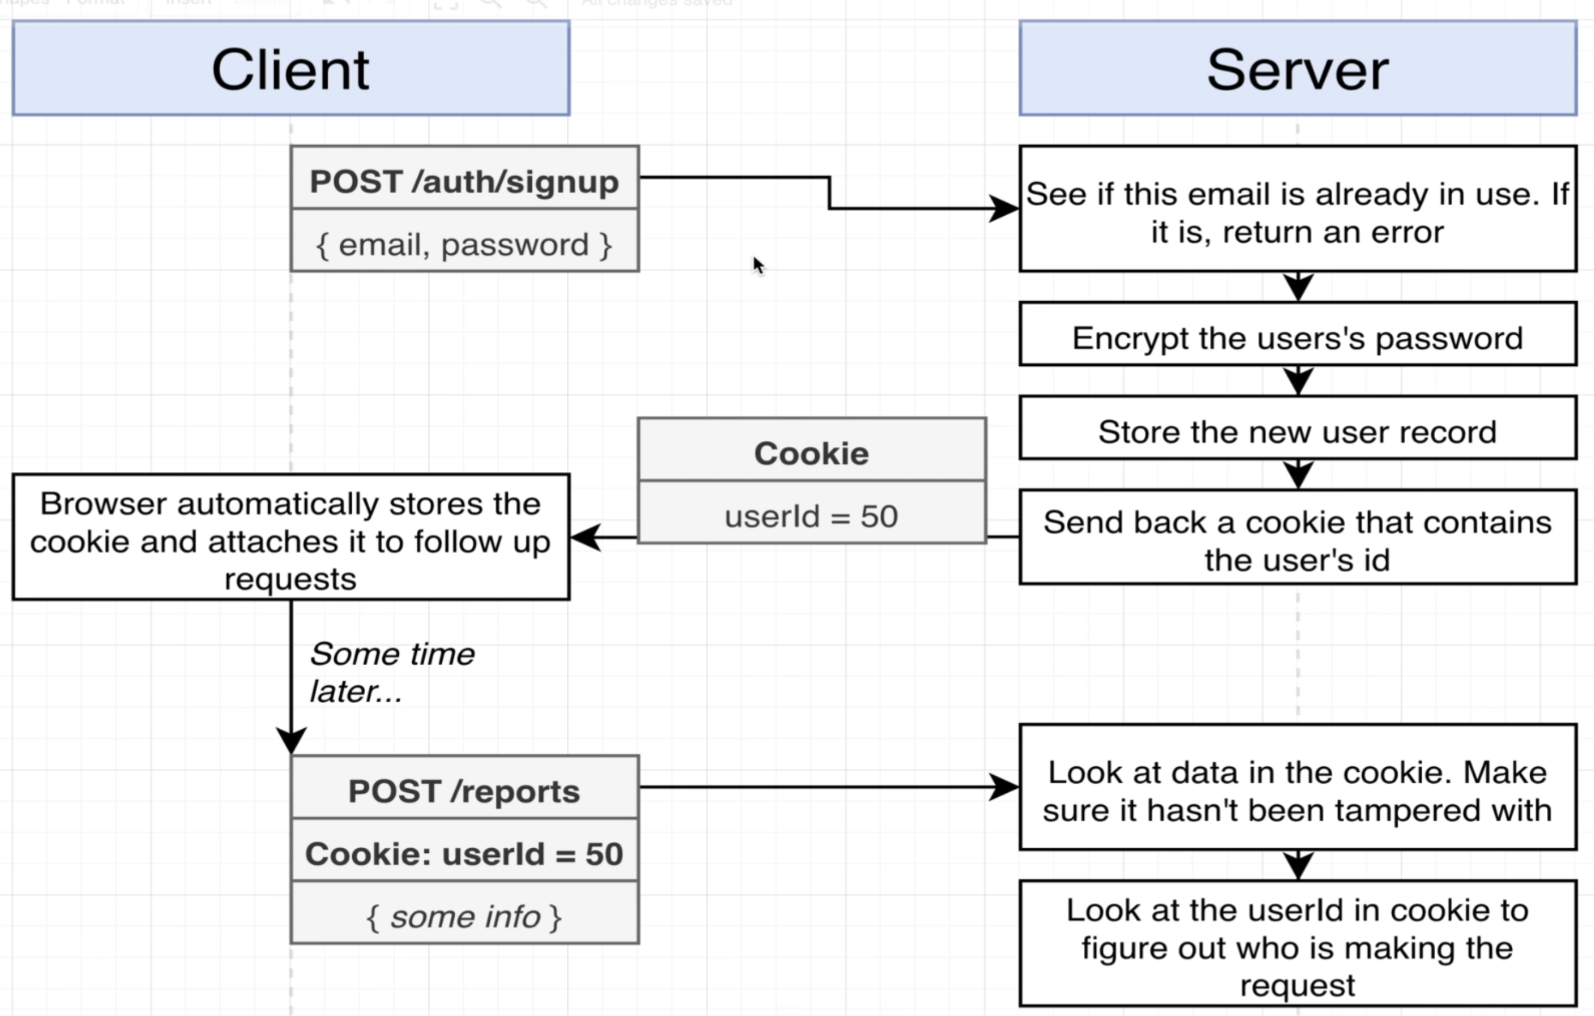 All changes saved
Client
Server
POST /auth/signup
{ email, password }
See if this email is already in use. If
it is, return an error
Encrypt the users's password
Store the new user record
Cookie
userId = 50
Send back a cookie that contains
the user's id
Browser automatically stores the
cookie and attaches it to follow up
requests
Some time
later...
POST /reports
Cookie: userId = 50
{ some info }
Look at data in the cookie. Make
sure it hasn't been tampered with
Look at the userId in cookie to
figure out who is making the
request